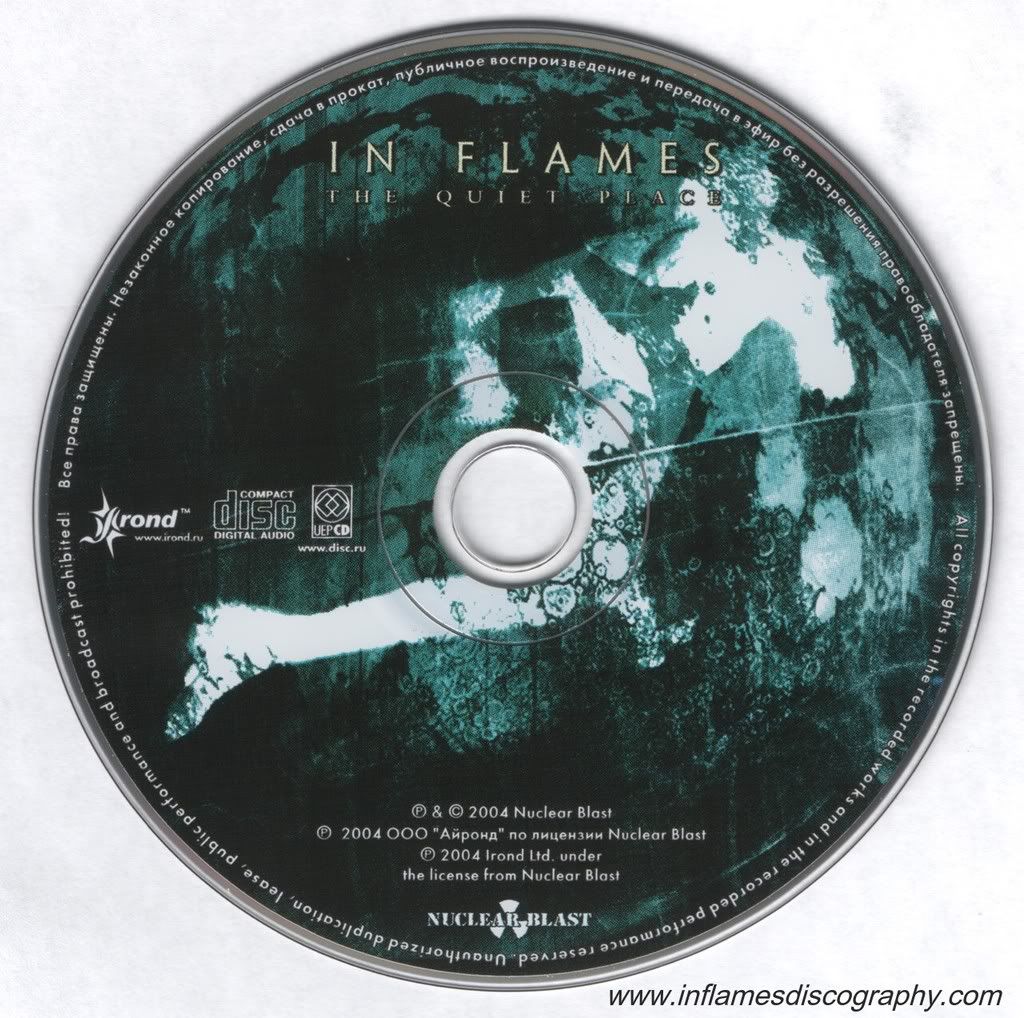 IN FLAMES
THE QUIET PLACE
Все права защищены. Незаконное копирование, сдача в прокат, публичное воспроизведение и передача в эфир без разрешения правообладателя запрещены!
All copyrights in the recorded works and in the recorded performance reserved. Unauthorized duplication, lease, public performance and broadcast prohibited!
Irond™
www.irond.ru
COMPACT
disc
DIGITAL AUDIO
UEPCD
www.disc.ru
℗ & © 2004 Nuclear Blast
℗ 2004 ООО "Айронд" по лицензии Nuclear Blast
℗ 2004 Irond Ltd. under
the license from Nuclear Blast
NUCLEAR BLAST
www.inflamesdiscography.com